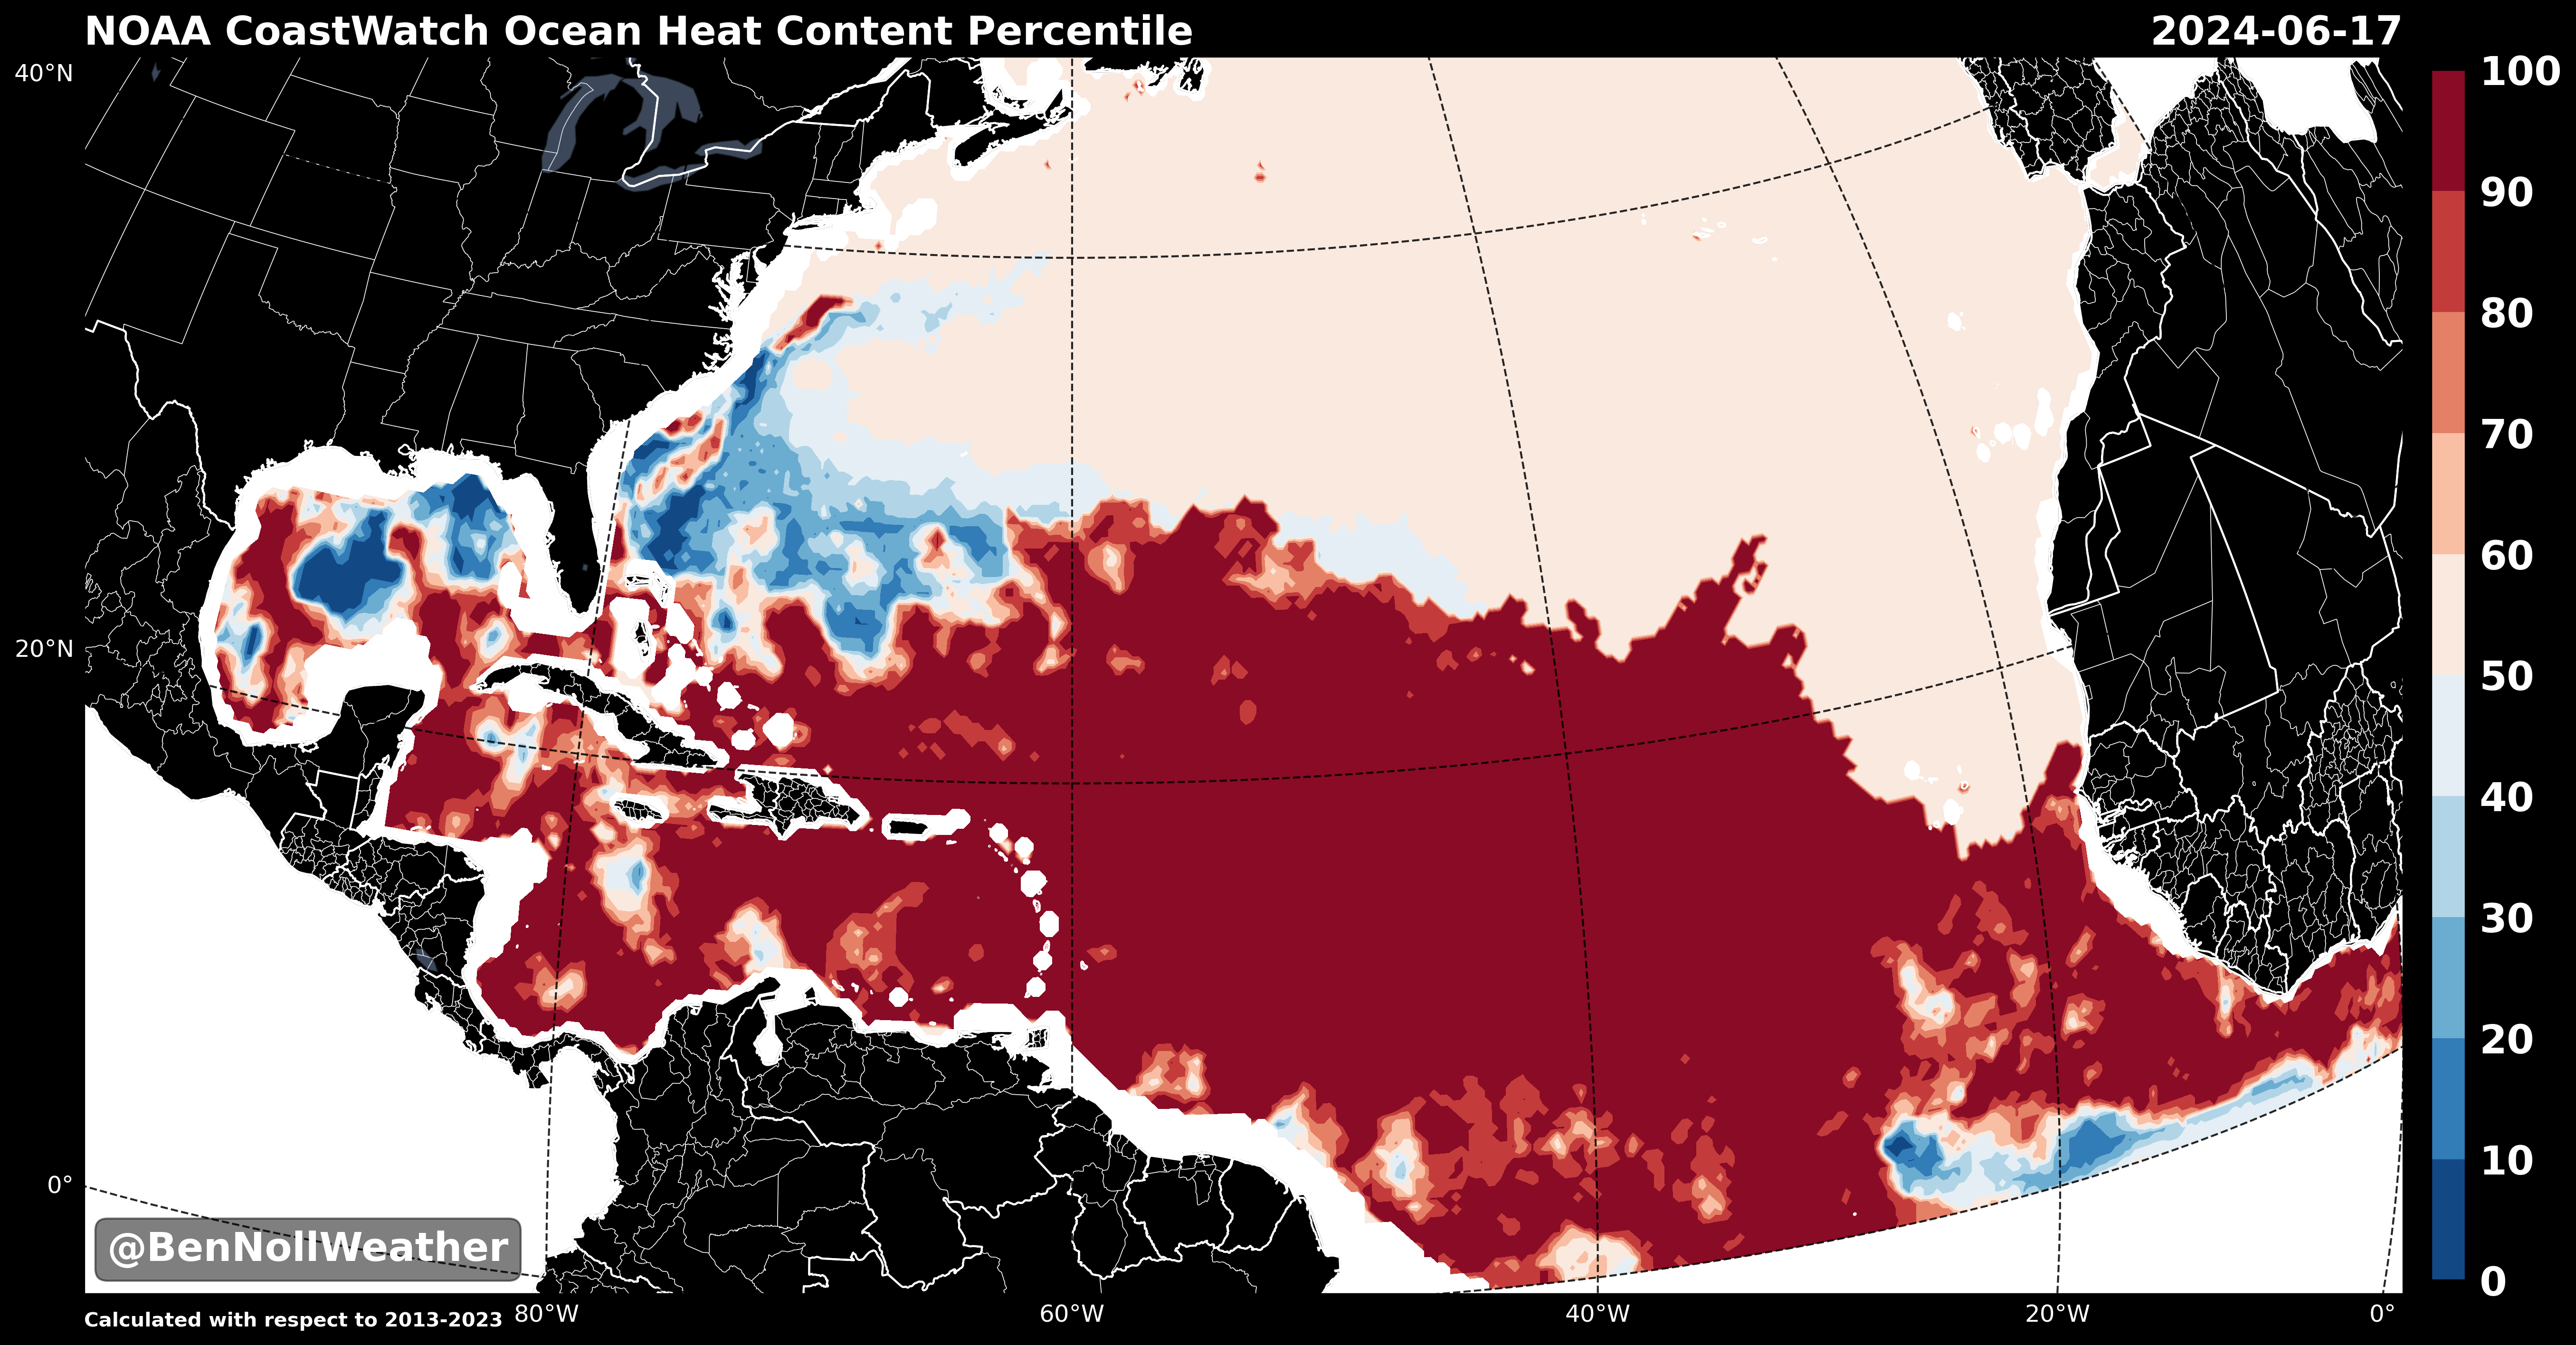 NOAA CoastWatch Ocean Heat Content Percentile 2024-06-17
40°N
20°N
0°
100
90
80
70
60
50
40
30
20
10
0
@BenNollWeather
Calculated with respect to 2013-2023
80°W 60°W 40°W 20°W 0°